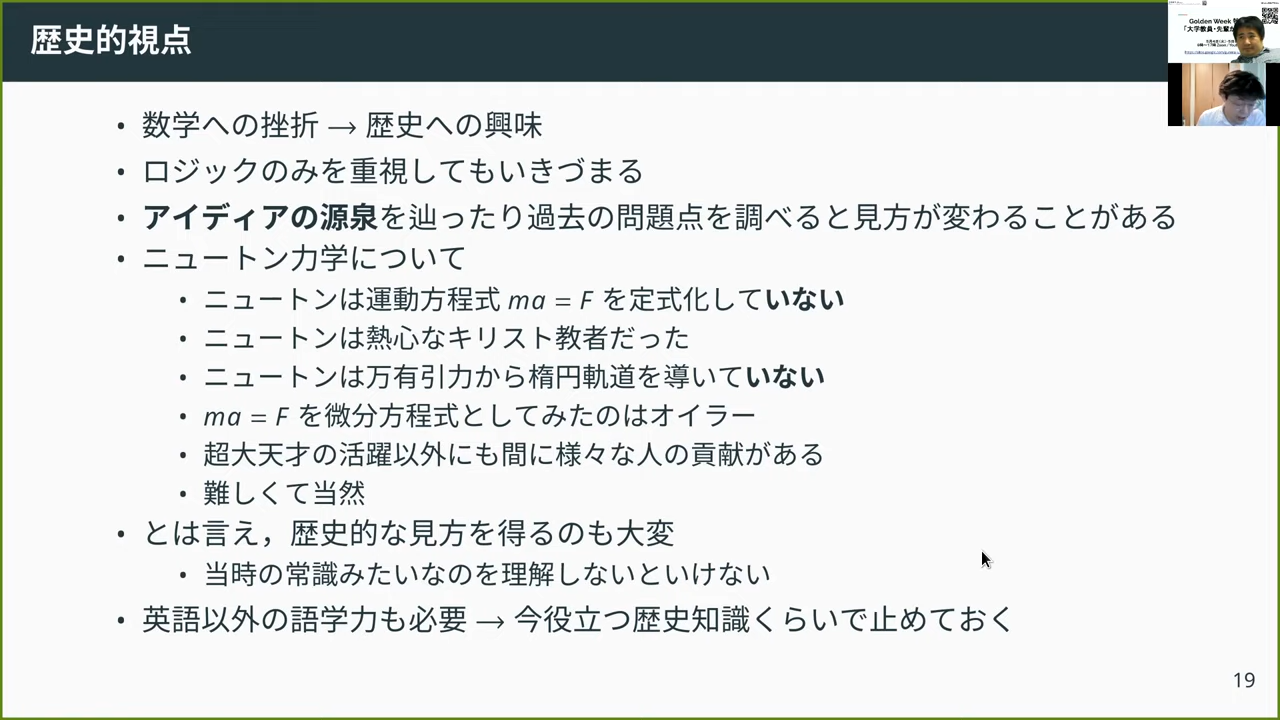 歴史的視点
Golden Week
「大学教員・先輩が
• 数学への挫折 → 歴史への興味
• ロジックのみを重視してもいきづまる
• アイディアの源泉を辿ったり過去の問題点を調べると見方が変わることがある
• ニュートン力学について
• ニュートンは運動方程式 ma = F を定式化していない
• ニュートンは熱心なキリスト教者だった
• ニュートンは万有引力から楕円軌道を導いていない
• ma = F を微分方程式としてみたのはオイラー
• 超大天才の活躍以外にも間に様々な人の貢献がある
• 難しくて当然
• とは言え，歴史的な見方を得るのも大変
• 当時の常識みたいなのを理解しないといけない
• 英語以外の語学力も必要 → 今役立つ歴史知識くらいで止めておく
19